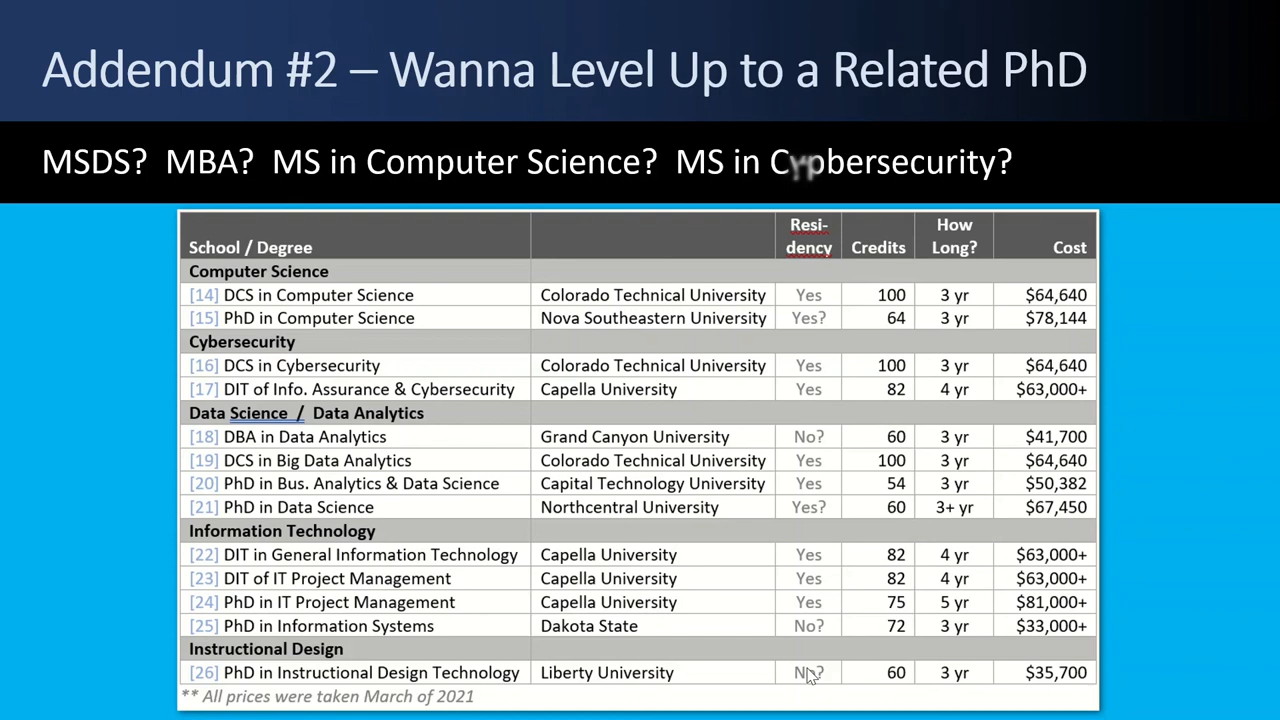 Addendum #2 – Wanna Level Up to a Related PhD
MSDS? MBA? MS in Computer Science? MS in Cybersecurity?
School / Degree Resi-dency Credits How Long? Cost
Computer Science
[14] DCS in Computer Science Colorado Technical University Yes 100 3 yr $64,640
[15] PhD in Computer Science Nova Southeastern University Yes? 64 3 yr $78,144
Cybersecurity
[16] DCS in Cybersecurity Colorado Technical University Yes 100 3 yr $64,640
[17] DIT of Info. Assurance & Cybersecurity Capella University Yes 82 4 yr $63,000+
Data Science / Data Analytics
[18] DBA in Data Analytics Grand Canyon University No? 60 3 yr $41,700
[19] DCS in Big Data Analytics Colorado Technical University Yes 100 3 yr $64,640
[20] PhD in Bus. Analytics & Data Science Capital Technology University Yes 54 3 yr $50,382
[21] PhD in Data Science Northcentral University Yes? 60 3+ yr $67,450
Information Technology
[22] DIT in General Information Technology Capella University Yes 82 4 yr $63,000+
[23] DIT of IT Project Management Capella University Yes 82 4 yr $63,000+
[24] PhD in IT Project Management Capella University Yes 75 5 yr $81,000+
[25] PhD in Information Systems Dakota State No? 72 3 yr $33,000+
Instructional Design
[26] PhD in Instructional Design Technology Liberty University No? 60 3 yr $35,700
** All prices were taken March of 2021